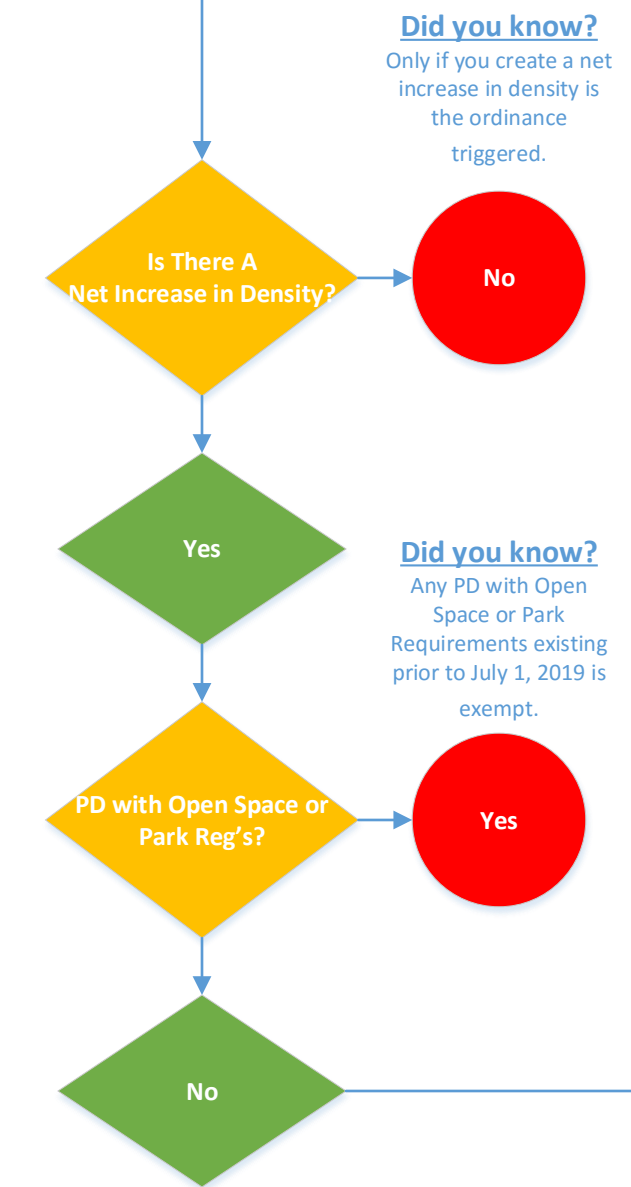 Did you know?
Only if you create a net
increase in density is
the ordinance
triggered.
Is There A
Net Increase in Density?
No
Yes
Did you know?
Any PD with Open
Space or Park
Requirements existing
prior to July 1, 2019 is
exempt.
PD with Open Space or
Park Reg's?
Yes
No